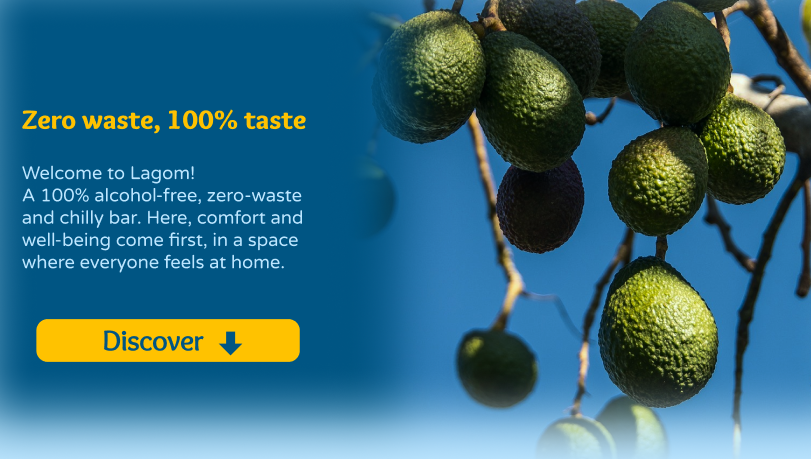 Zero waste, 100% taste
Welcome to Lagom!
A 100% alcohol-free, zero-waste
and chilly bar. Here, comfort and
well-being come first, in a space
where everyone feels at home.
Discover